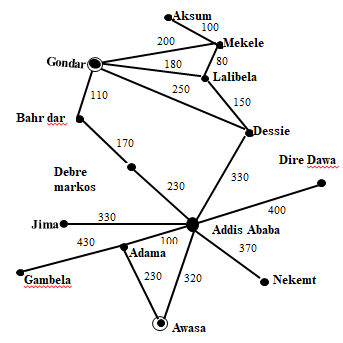 Aksum
100
200
Mekele
Gondar
180
80
Lalibela
250
150
110
Bahr dar
Dessie
170
Dire Dawa
Debre
markos
230
330
400
330
Jima
Addis Ababa
430
100
370
Adama
Gambela
230
320
Nekemt
Awasa